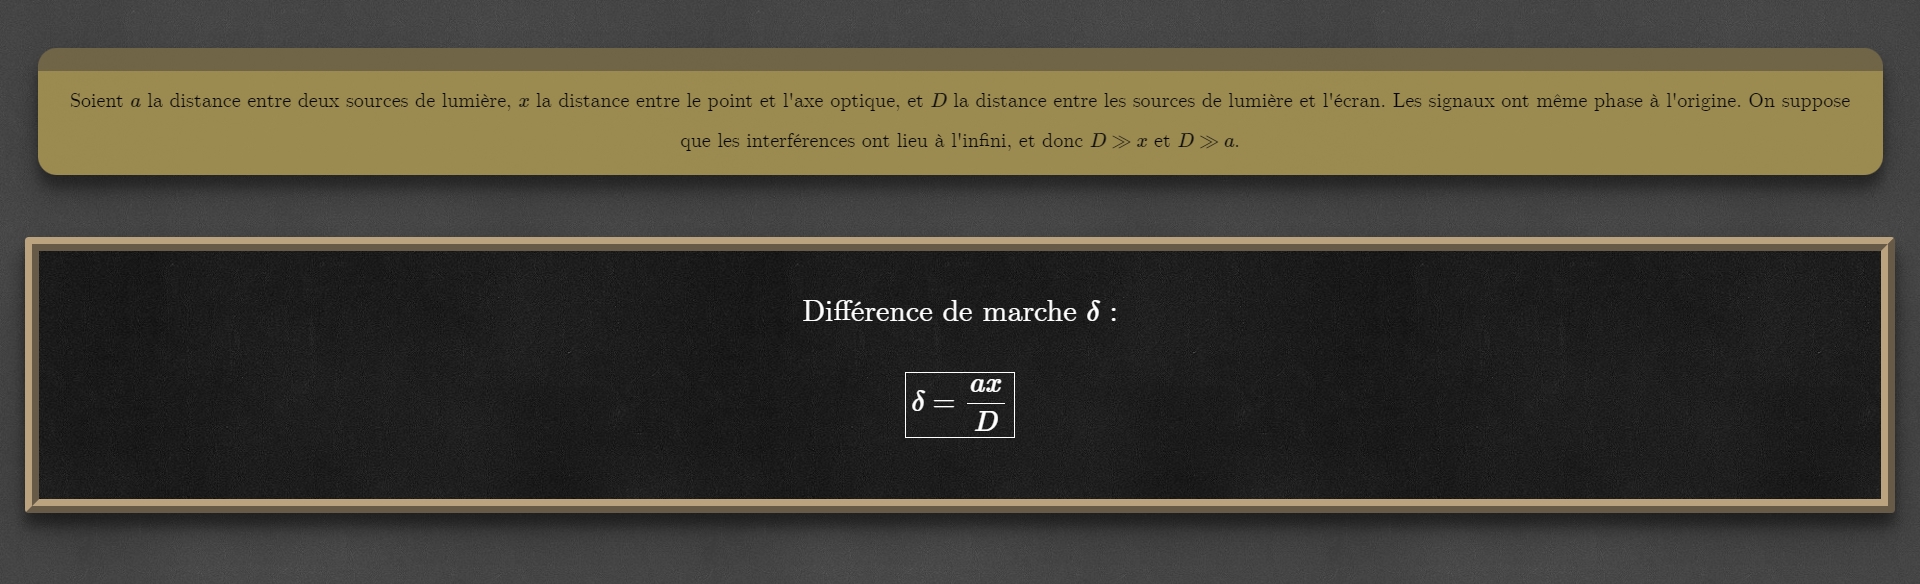 Soient a la distance entre deux sources de lumière, x la distance entre le point et l'axe optique, et D la distance entre les sources de lumière et l'écran. Les signaux ont même phase à l'origine. On suppose
que les interférences ont lieu à l'infini, et donc D ≫ x et D ≫ a.
Différence de marche δ :
δ = ax/D